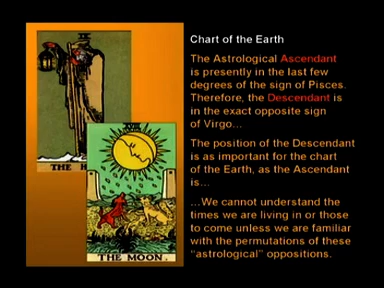 Chart of the Earth
The Astrological Ascendant
is presently in the last few
degrees of the sign of Pisces.
Therefore, the Descendant is
in the exact opposite sign
of Virgo...
The position of the Descendant
is as important for the chart
of the Earth, as the Ascendant
is...
...We cannot understand the
times we are living in or those
to come unless we are familiar
with the permutations of these
"astrological" oppositions.
THE
XVIII
THE MOON.